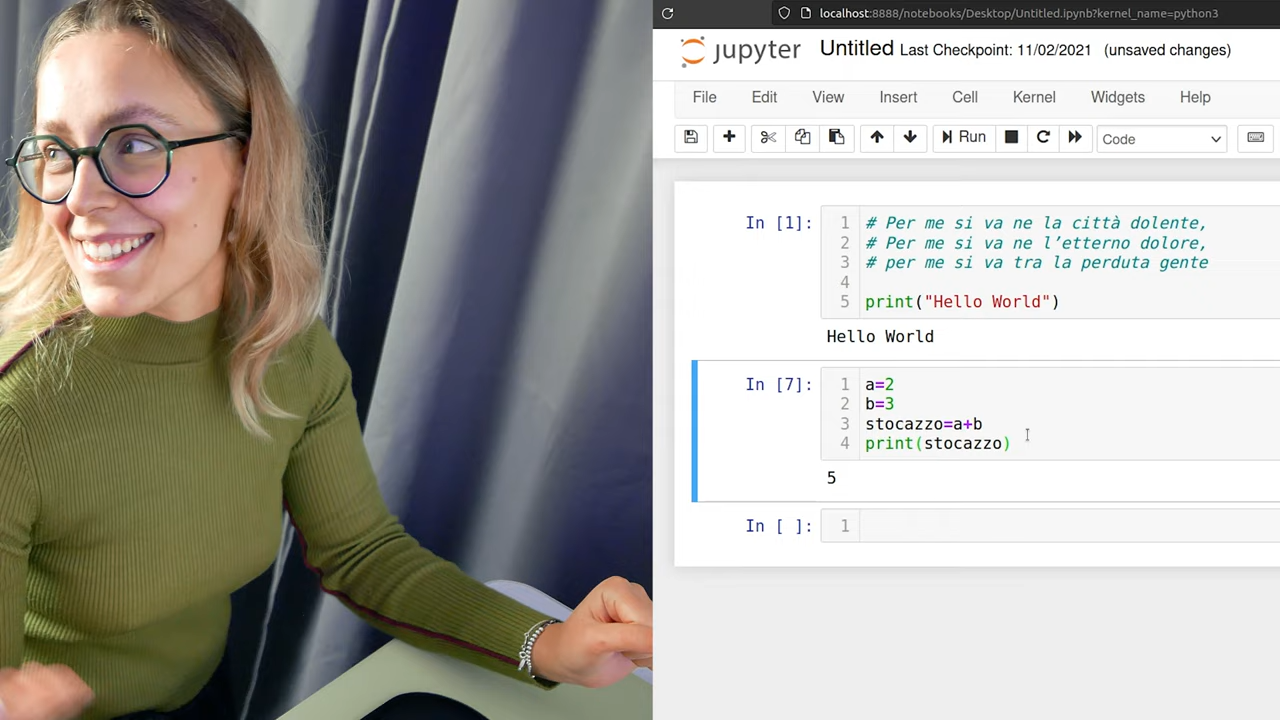 localhost:8888/notebooks/Desktop/Untitled.ipynb?kernel_name=python3
jupyter Untitled Last Checkpoint: 11/02/2021 (unsaved changes)
File Edit View Insert Cell Kernel Widgets Help
Run Code
In [1]:
1 # Per me si va ne la città dolente,
2 # Per me si va ne l’etterno dolore,
3 # per me si va tra la perduta gente
4
5 print("Hello World")
Hello World
In [7]:
1 a=2
2 b=3
3 stocazzo=a+b
4 print(stocazzo)
5
In [ ]:
1